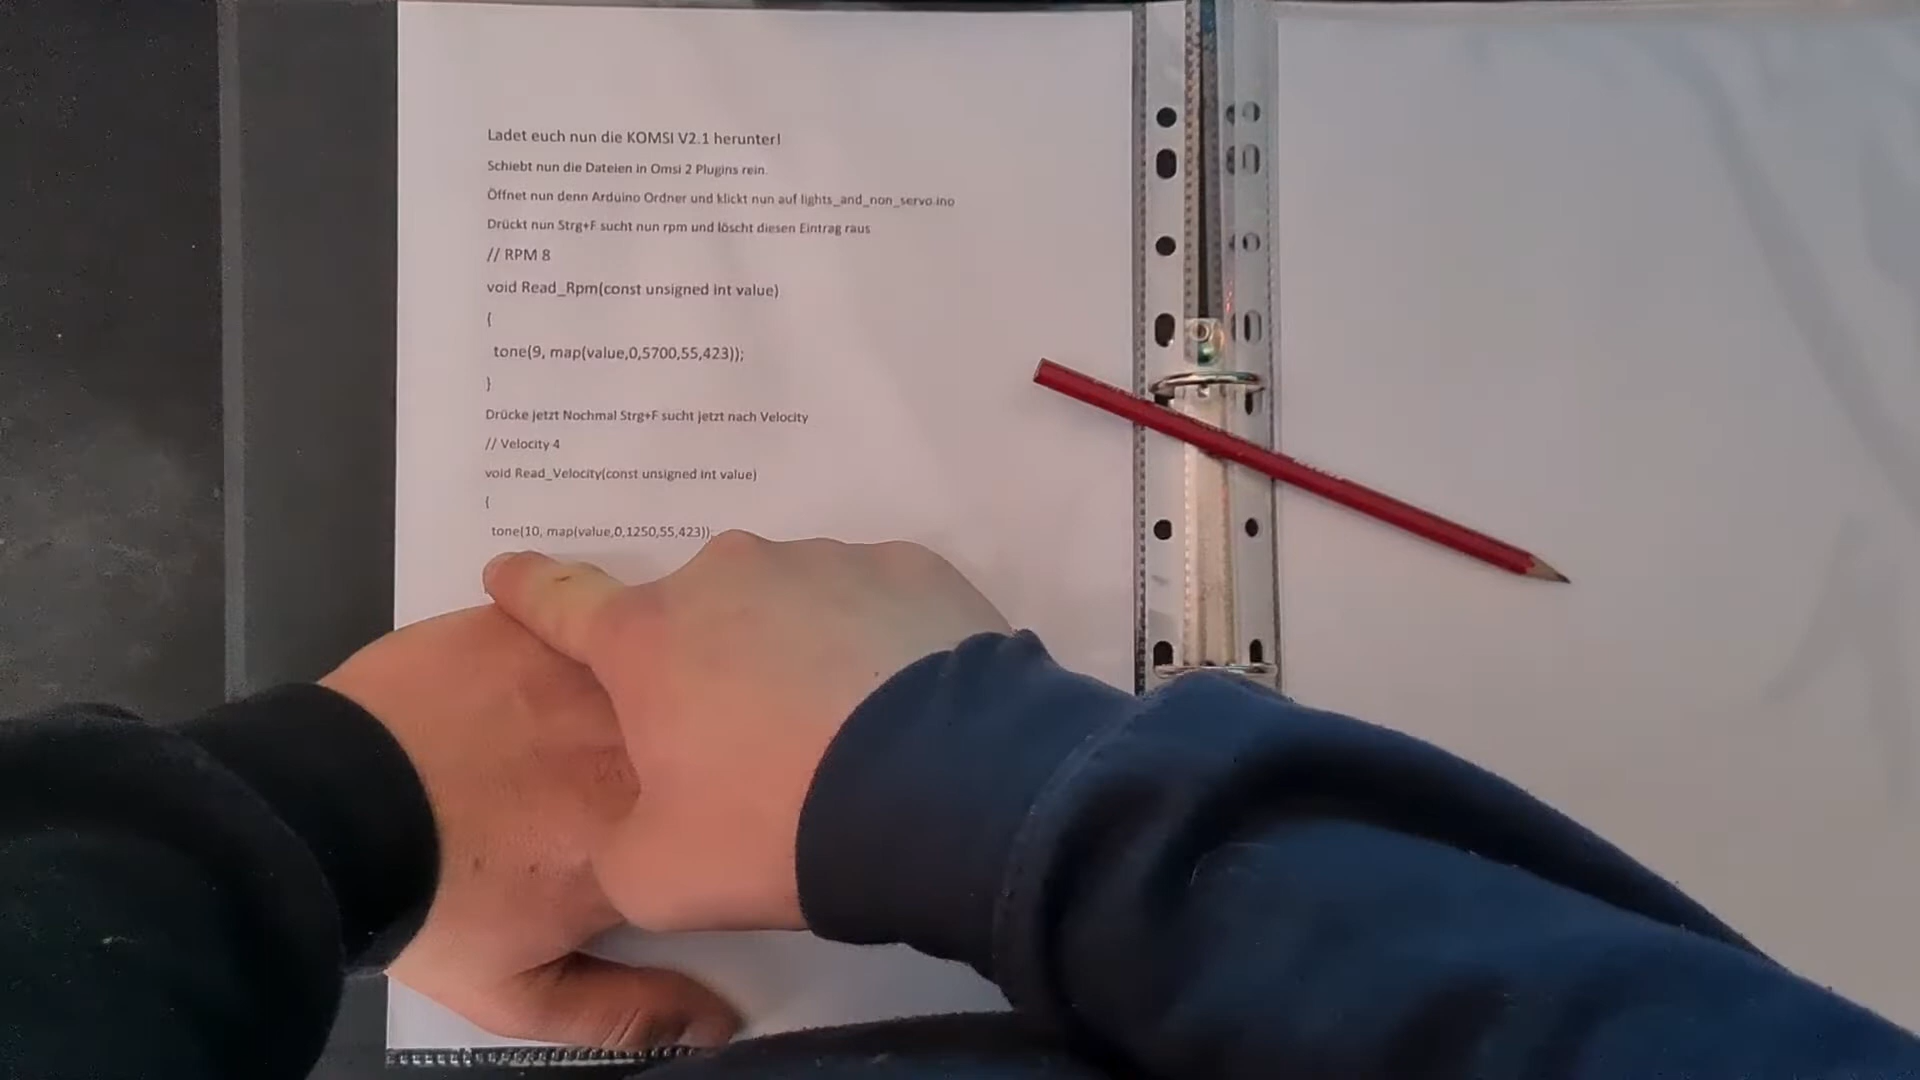 Ladet euch nun die KOMSI V2.1 herunter!
Schiebt nun die Dateien in Omsi 2 Plugins rein.
Öffnet nun denn Arduino Ordner und klickt nun auf lights_and_non_servo.ino
Drückt nun Strg+F sucht nun rpm und löscht diesen Eintrag raus
// RPM 8
void Read_Rpm(const unsigned int value)
{
tone(9, map(value,0,5700,55,423));
}
Drücke jetzt Nochmal Strg+F sucht jetzt nach Velocity
// Velocity 4
void Read_Velocity(const unsigned int value)
{
tone(10, map(value,0,1250,55,423));